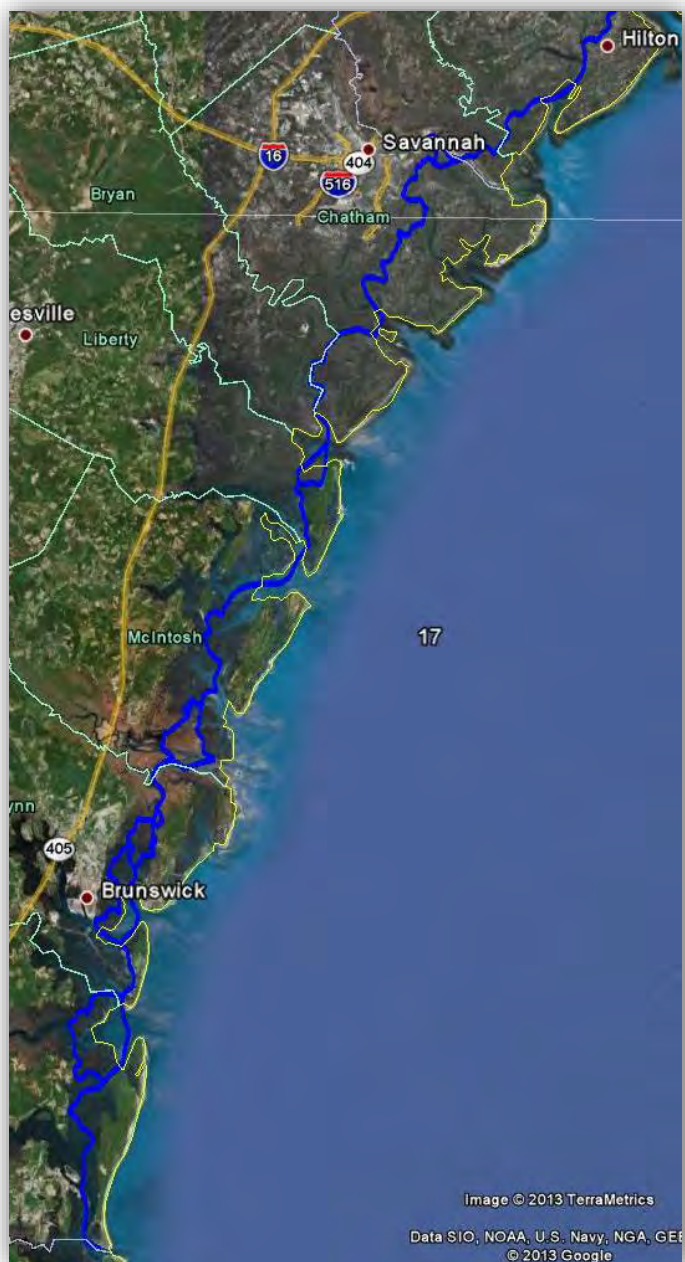 Hilton
Savannah
16
404
516
Bryan
Chatham
esville
Liberty
McIntosh
17
ynn
405
Brunswick
Image © 2013 TerraMetrics
Data SIO, NOAA, U.S. Navy, NGA, GEB
© 2013 Google